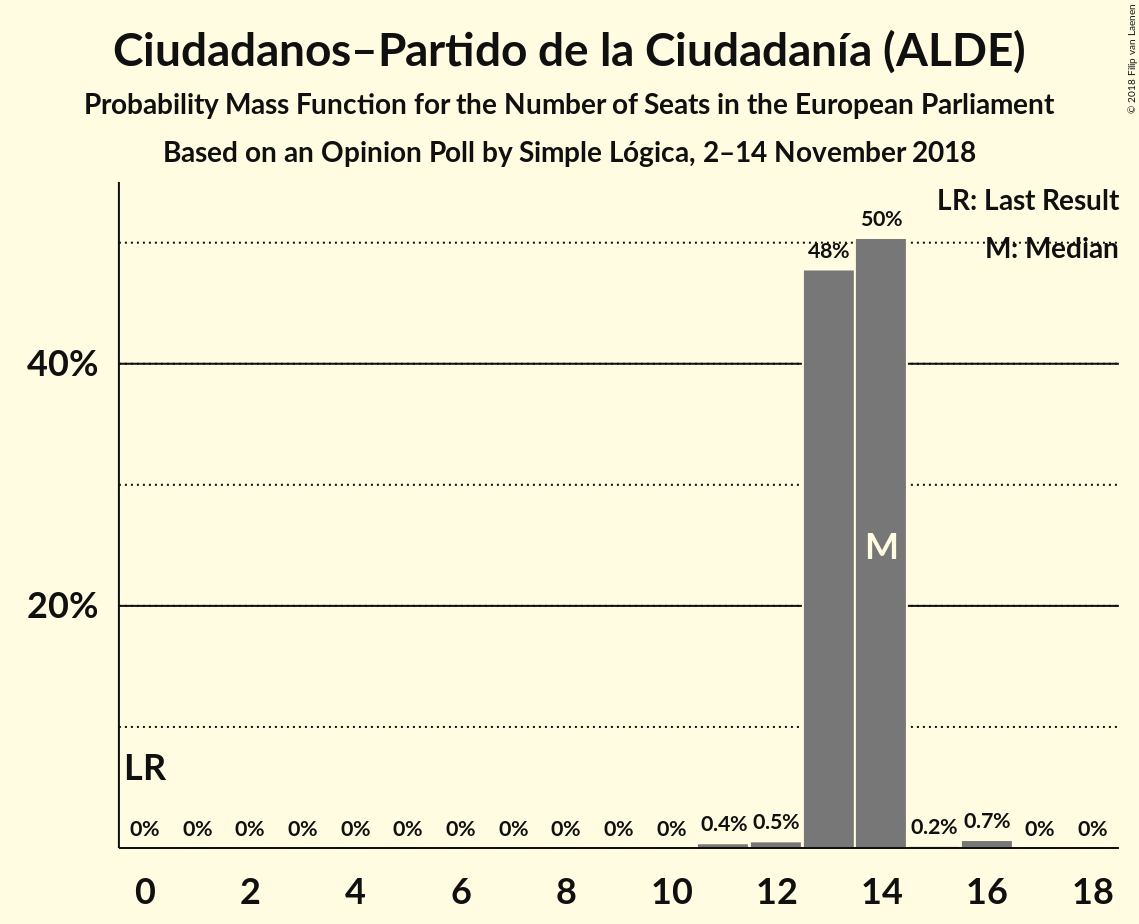 Ciudadanos–Partido de la Ciudadanía (ALDE)
Probability Mass Function for the Number of Seats in the European Parliament
Based on an Opinion Poll by Simple Lógica, 2–14 November 2018
© 2018 Filip van Laenen
LR: Last Result
M: Median
50%
48%
40%
M
20%
LR
0% 0% 0% 0% 0% 0% 0% 0% 0% 0% 0% 0.4% 0.5% 0.2% 0.7% 0% 0%
0 2 4 6 8 10 12 14 16 18